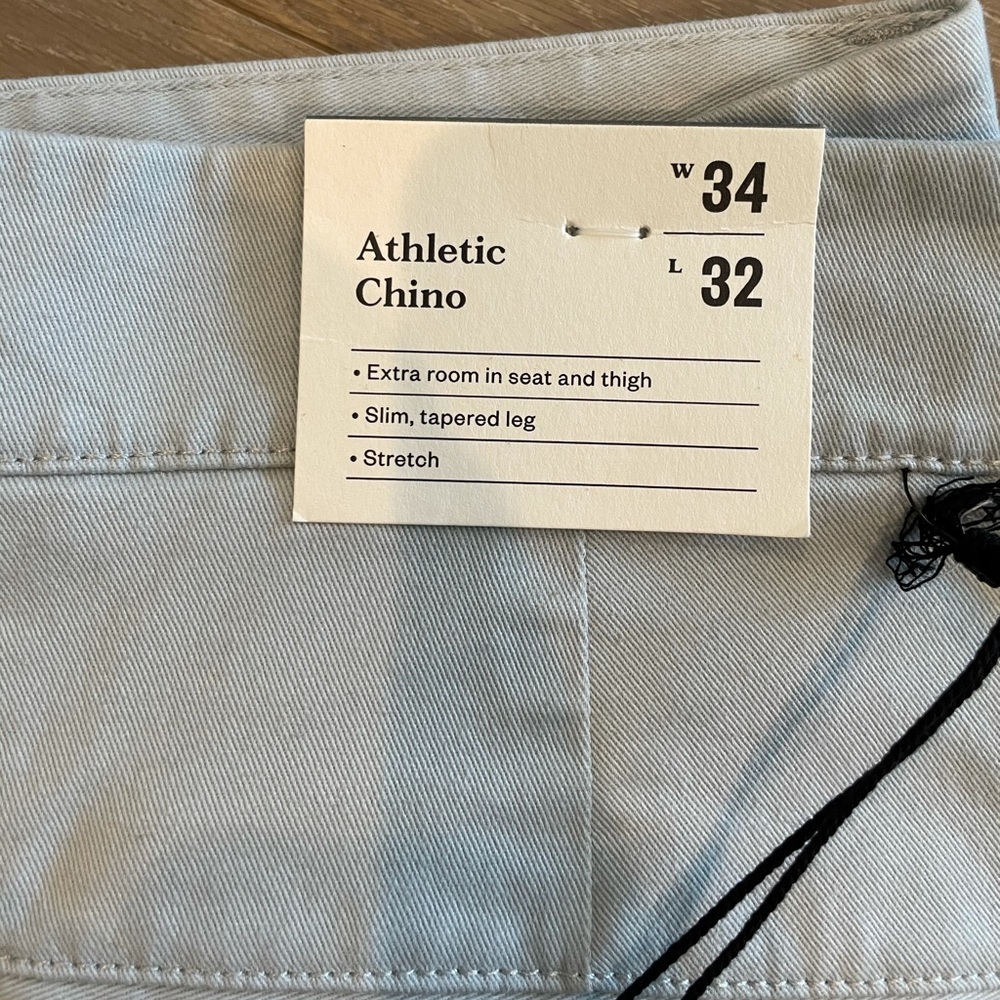 W 34
L 32
Athletic
Chino
• Extra room in seat and thigh
• Slim, tapered leg
• Stretch